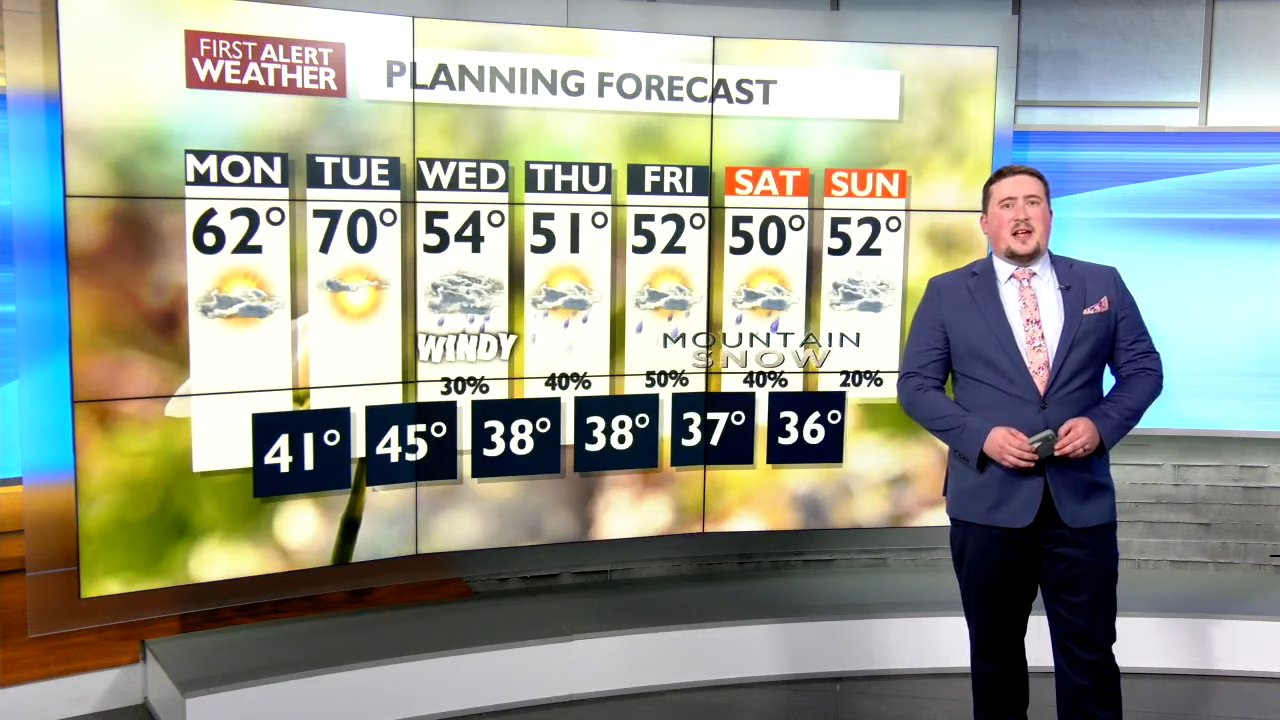 FIRST ALERT
WEATHER
PLANNING FORECAST
MON TUE WED THU FRI SAT SUN
62° 70° 54° 51° 52° 50° 52°
WINDY
MOUNTAIN
SNOW
30% 40% 50% 40% 20%
41° 45° 38° 38° 37° 36°